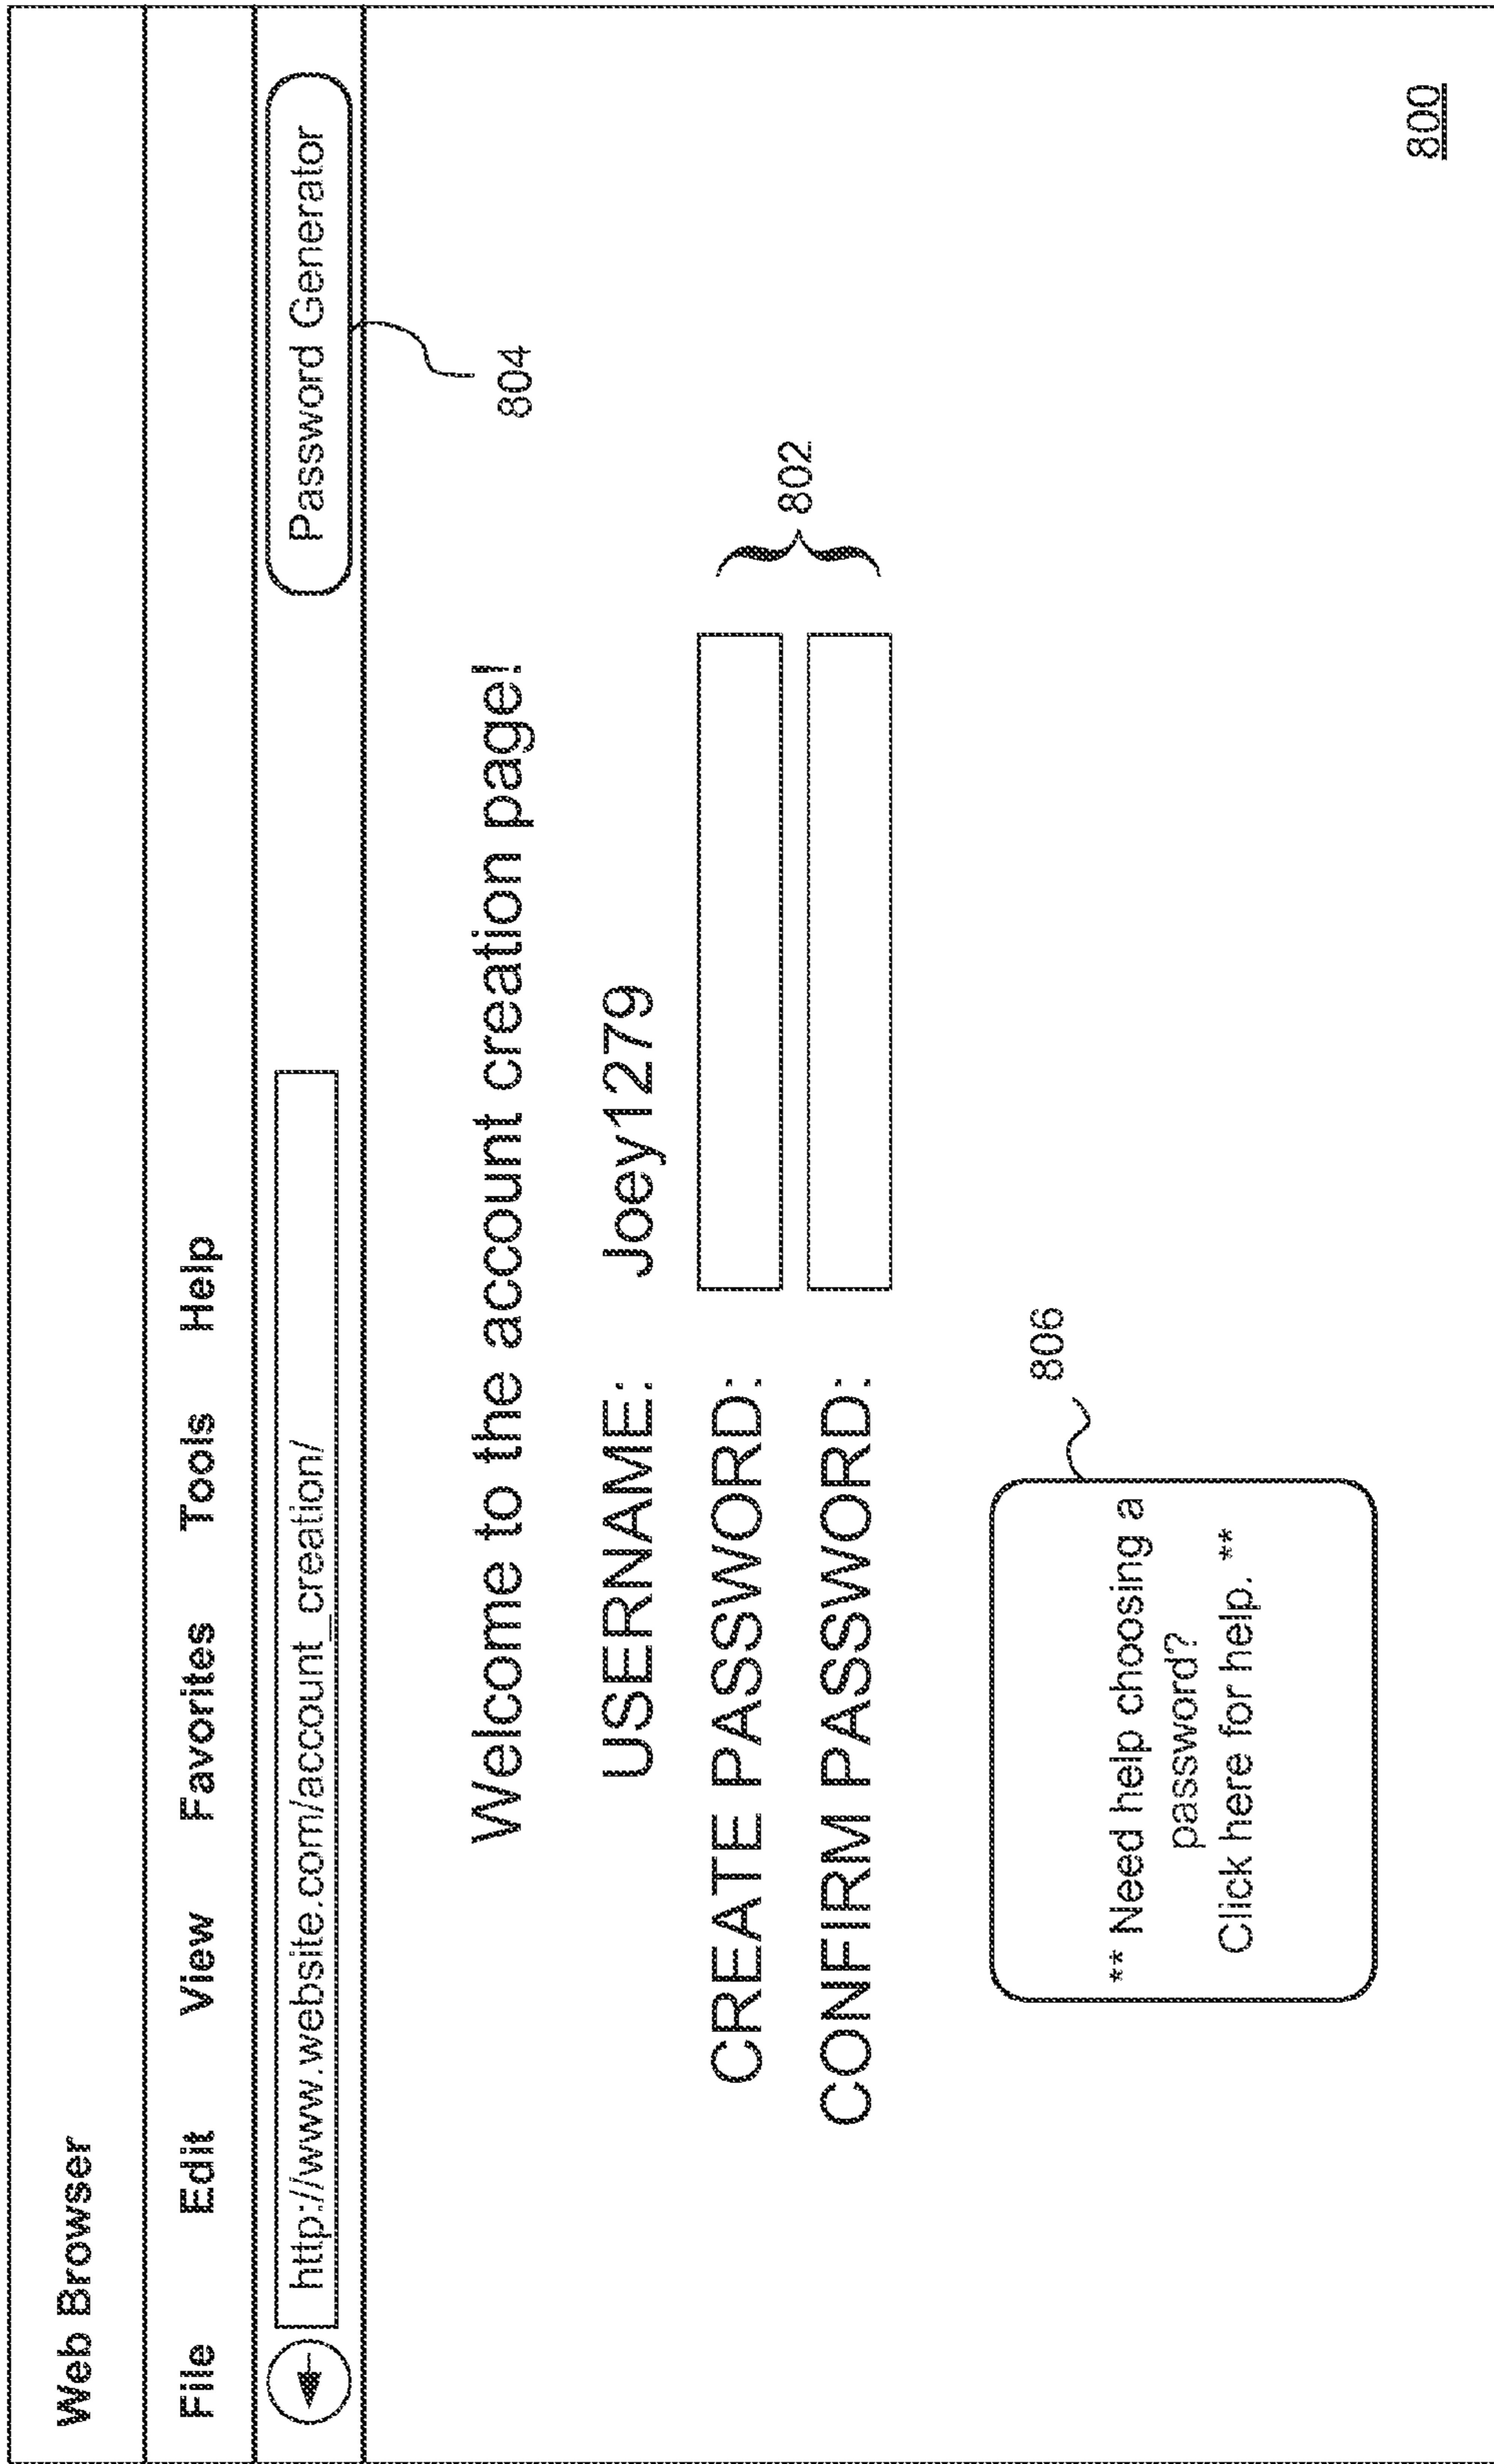 Web Browser
File Edit View Favorites Tools Help
http://www.website.com/account_creation/ Password Generator
804
Welcome to the account creation page!
USERNAME: Joey1279
CREATE PASSWORD:
802
CONFIRM PASSWORD:
806
** Need help choosing a
password?
Click here for help. **
800